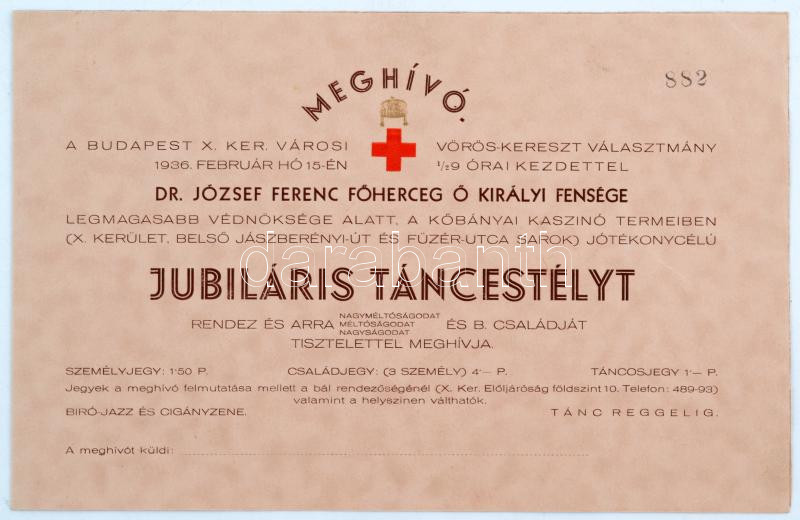 882
MEGHÍVÓ.
A BUDAPEST X. KER. VÁROSI VÖRÖS-KERESZT VÁLASZTMÁNY
1936. FEBRUÁR HÓ 15-ÉN ½9 ÓRAI KEZDETTEL
DR. JÓZSEF FERENC FŐHERCEG Ő KIRÁLYI FENSÉGE
LEGMAGASABB VÉDNÖKSÉGE ALATT, A KŐBÁNYAI KASZINÓ TERMEIBEN
(X. KERÜLET, BELSŐ JÁSZBERÉNYI-ÚT ÉS FÜZÉR-UTCA SAROK) JÓTÉKONYCÉLÚ
darabanth
JUBILÁRIS TÁNCESTÉLYT
NAGYMÉLTÓSÁGODAT
RENDEZ ÉS ARRA MÉLTÓSÁGODAT ÉS B. CSALÁDJÁT
NAGYSÁGODAT
TISZTELETTEL MEGHÍVJA.
SZEMÉLYJEGY: 1·50 P. CSALÁDJEGY: (3 SZEMÉLY) 4·— P. TÁNCOSJEGY 1·— P.
Jegyek a meghívó felmutatása mellett a bál rendezőségénél (X. Ker. Előljáróság földszint 10. Telefon: 489-93)
valamint a helyszinen válthatók.
BIRÓ-JAZZ ÉS CIGÁNYZENE. TÁNC REGGELIG.
A meghívót küldi: